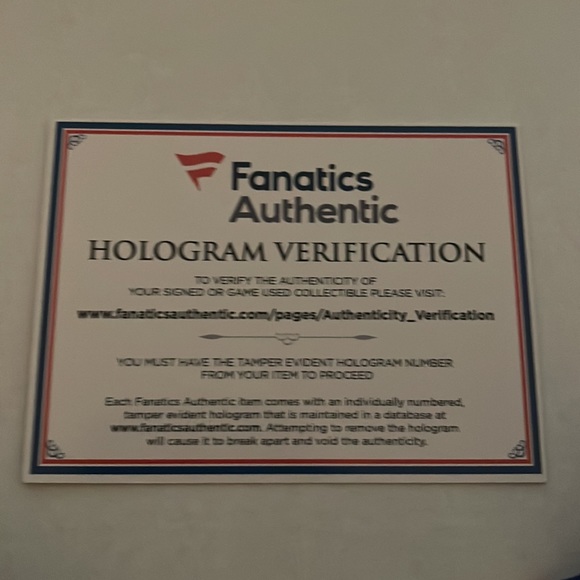 Fanatics
Authentic
HOLOGRAM VERIFICATION
TO VERIFY THE AUTHENTICITY OF
YOUR SIGNED OR GAME USED COLLECTIBLE PLEASE VISIT:
www.fanaticsauthentic.com/pages/Authenticity_Verification
YOU MUST HAVE THE TAMPER EVIDENT HOLOGRAM NUMBER
FROM YOUR ITEM TO PROCEED
Each Fanatics Authentic item comes with an individually numbered,
tamper evident hologram that is maintained in a database at
www.fanaticsauthentic.com. Attempting to remove the hologram
will cause it to break apart and void the authenticity.